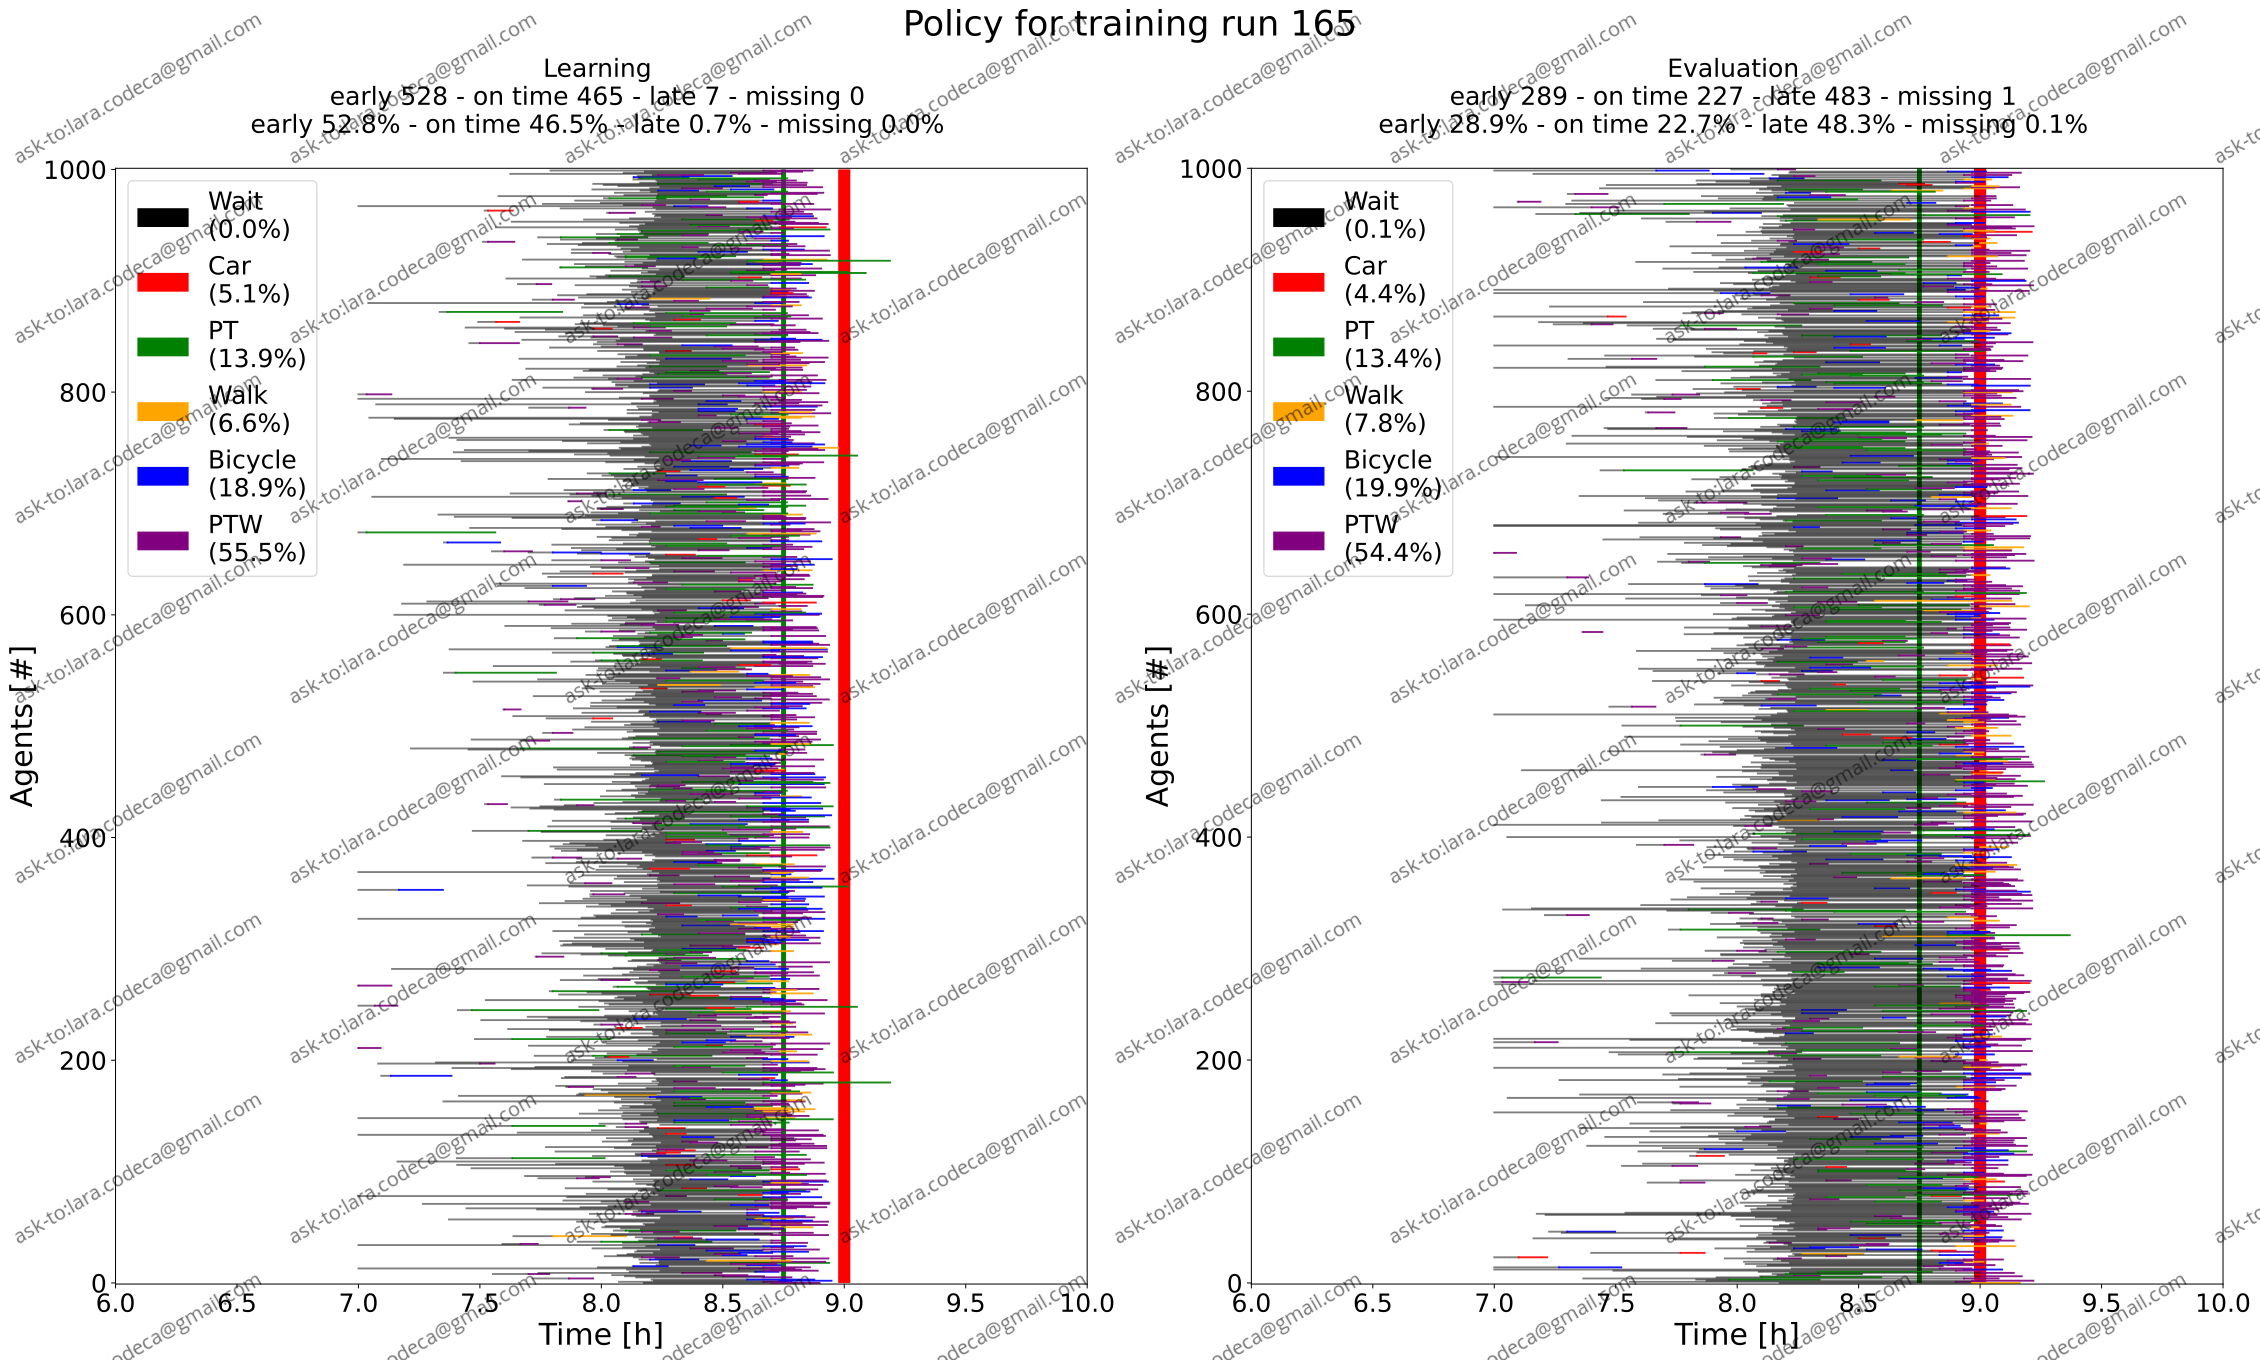 Policy for training run 165
Learning
early 528 - on time 465 - late 7 - missing 0
early 52.8% - on time 46.5% - late 0.7% - missing 0.0%
Agents [#]
1000
800
600
400
200
0
Wait
(0.0%)
Car
(5.1%)
PT
(13.9%)
Walk
(6.6%)
Bicycle
(18.9%)
PTW
(55.5%)
6.0 6.5 7.0 7.5 8.0 8.5 9.0 9.5 10.0
Time [h]
Evaluation
early 289 - on time 227 - late 483 - missing 1
early 28.9% - on time 22.7% - late 48.3% - missing 0.1%
Agents [#]
1000
800
600
400
200
0
Wait
(0.1%)
Car
(4.4%)
PT
(13.4%)
Walk
(7.8%)
Bicycle
(19.9%)
PTW
(54.4%)
6.0 6.5 7.0 7.5 8.0 8.5 9.0 9.5 10.0
Time [h]
ask-to:lara.codeca@gmail.com